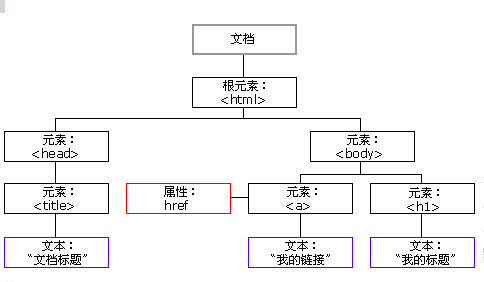 文档
根元素：
<html>
元素：
<head>
元素：
<body>
元素：
<title>
属性：
href
元素：
<a>
元素：
<h1>
文本：
“文档标题”
文本：
“我的链接”
文本：
“我的标题”